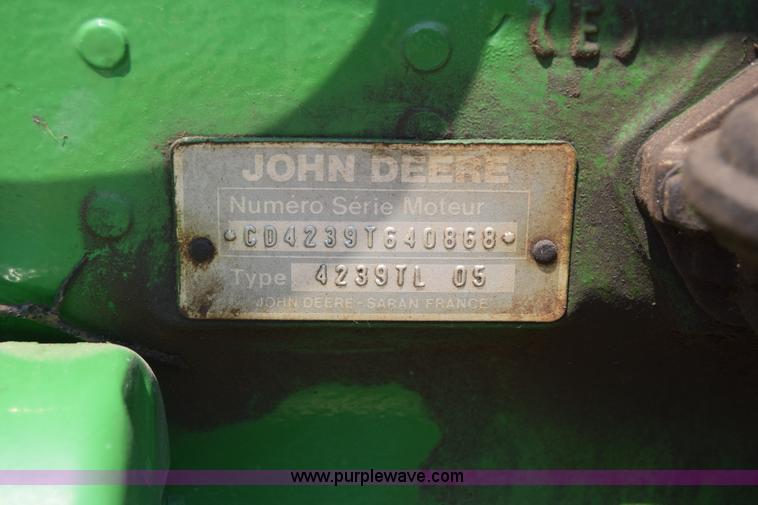 (E)
JOHN DEERE
Numéro Série Moteur
*CD4239T640868*
Type 4239TL 05
JOHN DEERE - SARAN FRANCE
www.purplewave.com